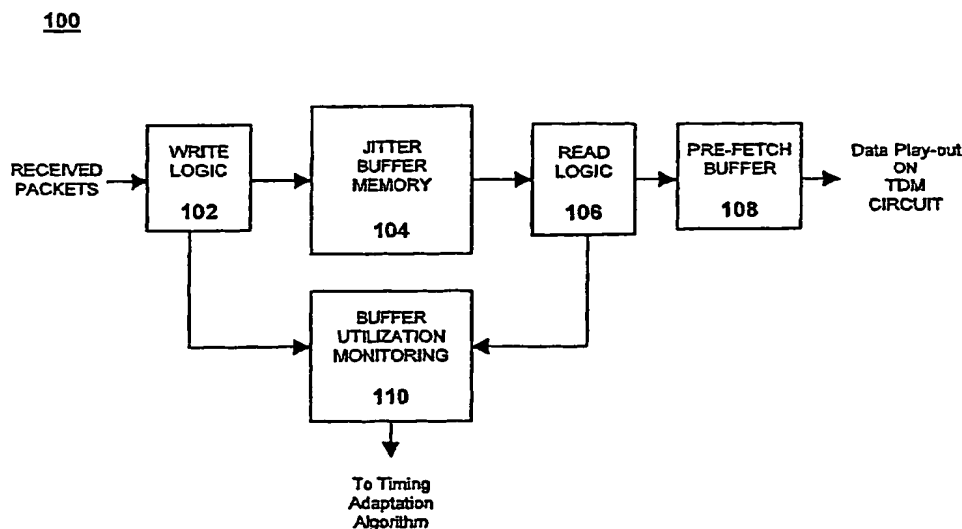 100
RECEIVED
PACKETS
WRITE
LOGIC
102
JITTER
BUFFER
MEMORY
104
READ
LOGIC
106
PRE-FETCH
BUFFER
108
Data Play-out
ON
TDM
CIRCUIT
BUFFER
UTILIZATION
MONITORING
110
To Timing
Adaptation
Algorithm